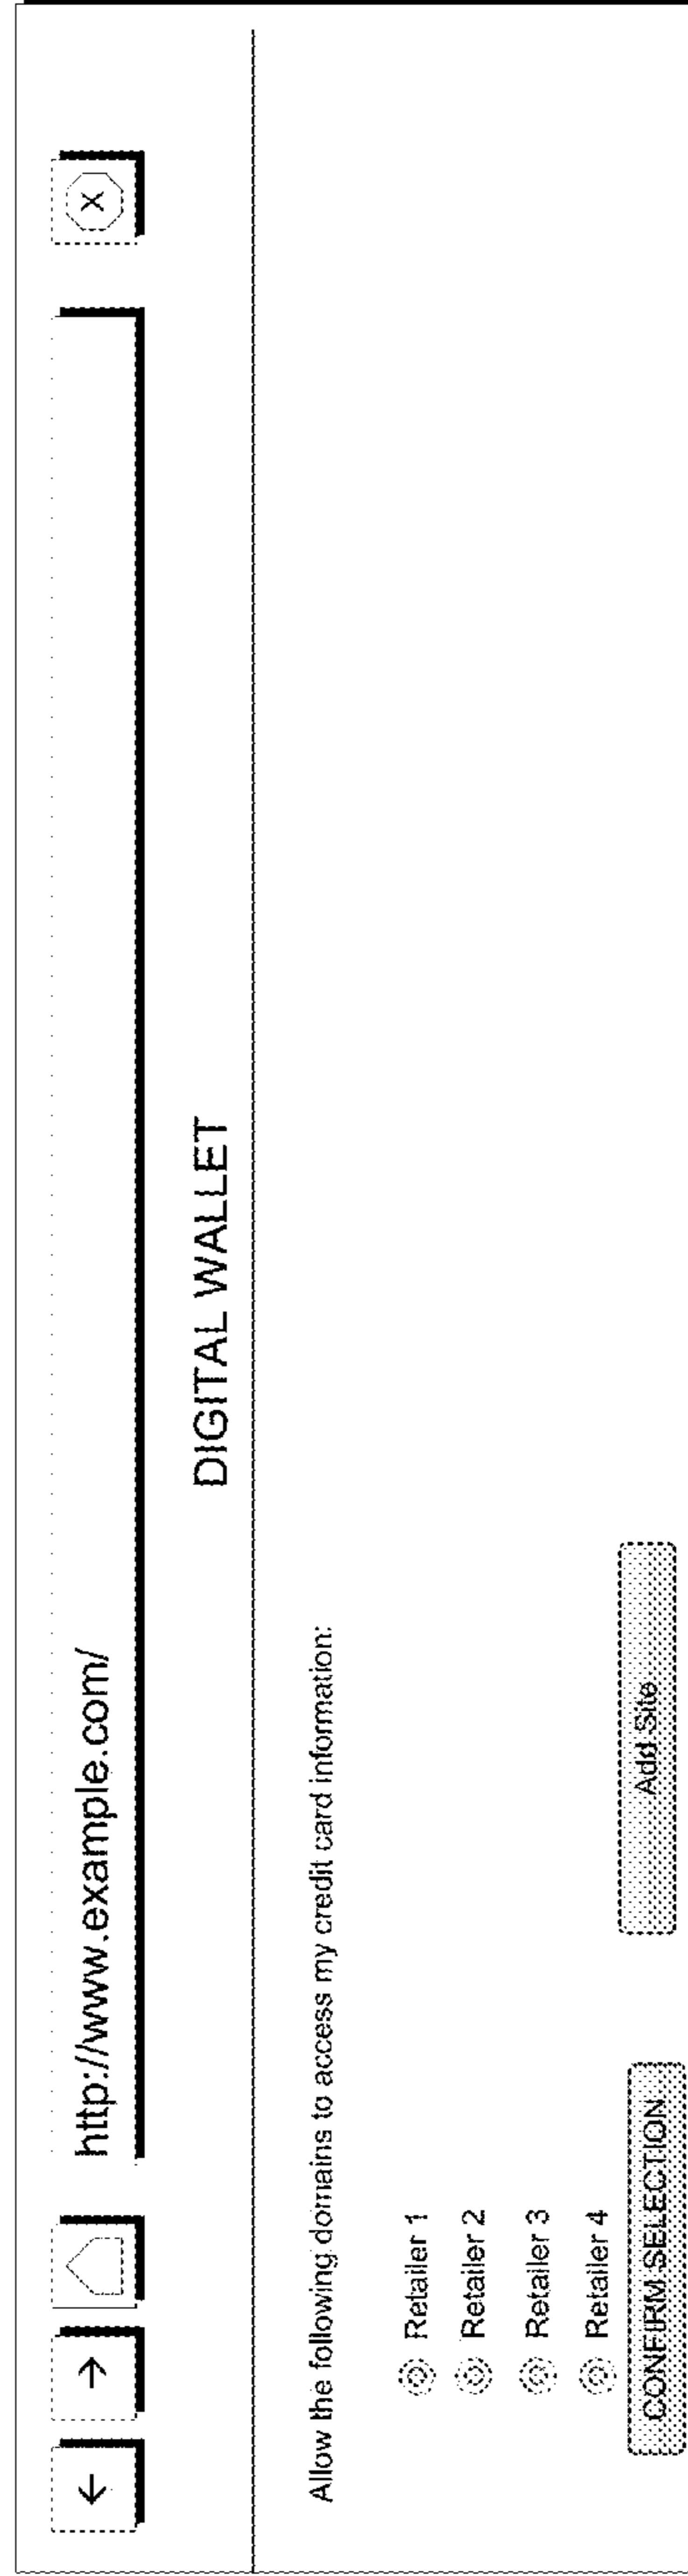 http://www.example.com/
X
DIGITAL WALLET
Allow the following domains to access my credit card information:
Retailer 1
Retailer 2
Retailer 3
Retailer 4
CONFIRM SELECTION
Add Site